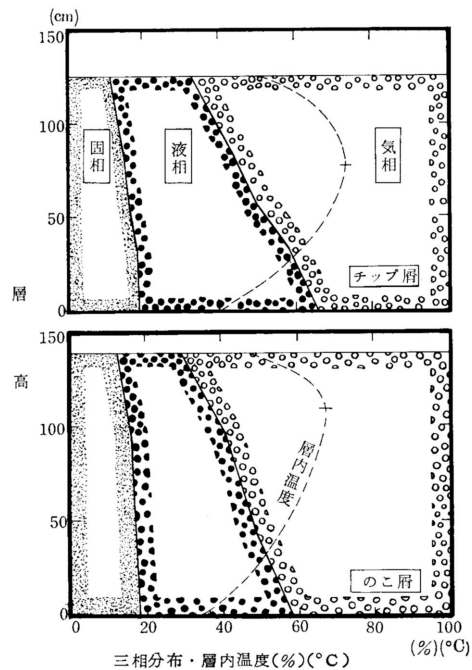 (cm)
150
100
50
0
固相
液相
気相
チップ屑
層
高
150
100
50
0
層内温度
のこ屑
0
20
40
60
80
100
(%)(°C)
三相分布・層内温度(%)(°C)